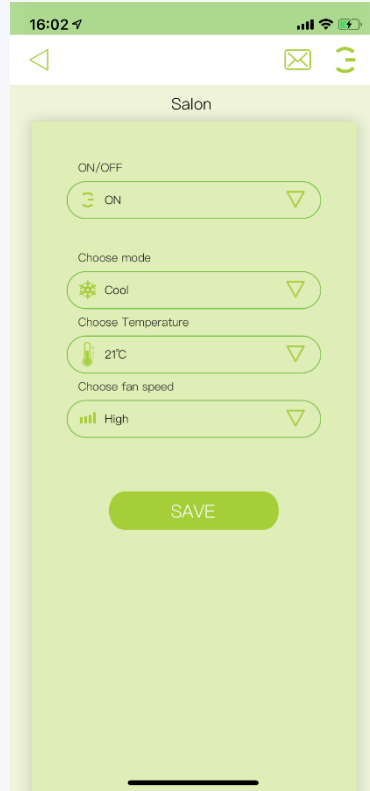 16:02
Salon
ON/OFF
ON
Choose mode
Cool
Choose Temperature
21℃
Choose fan speed
High
SAVE